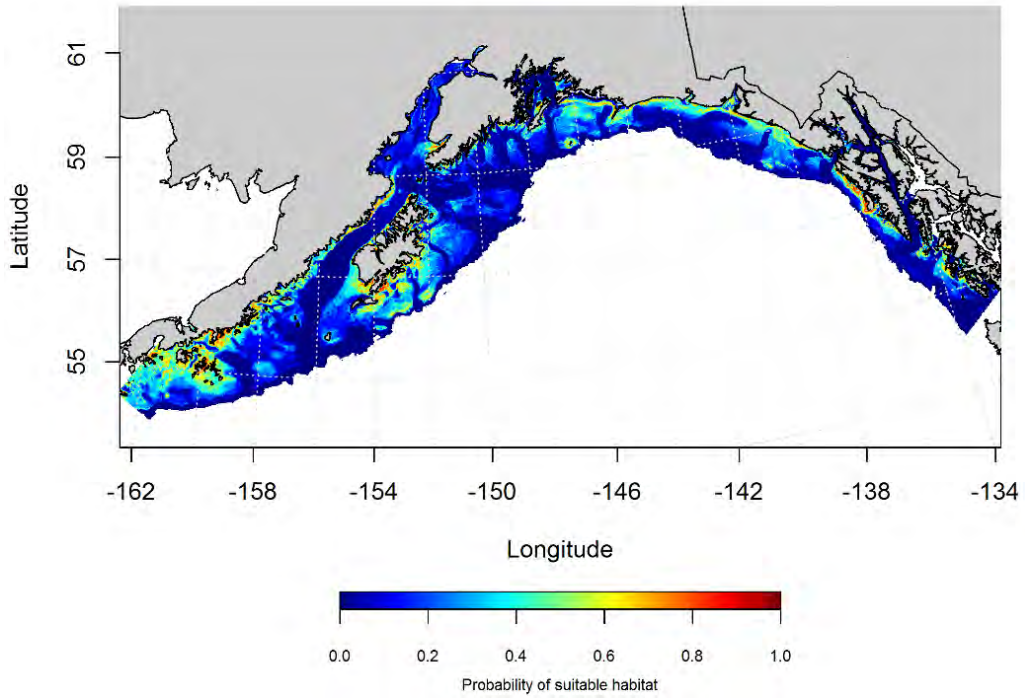 61
59
57
55
Latitude
-162 -158 -154 -150 -146 -142 -138 -134
Longitude
0.0 0.2 0.4 0.6 0.8 1.0
Probability of suitable habitat